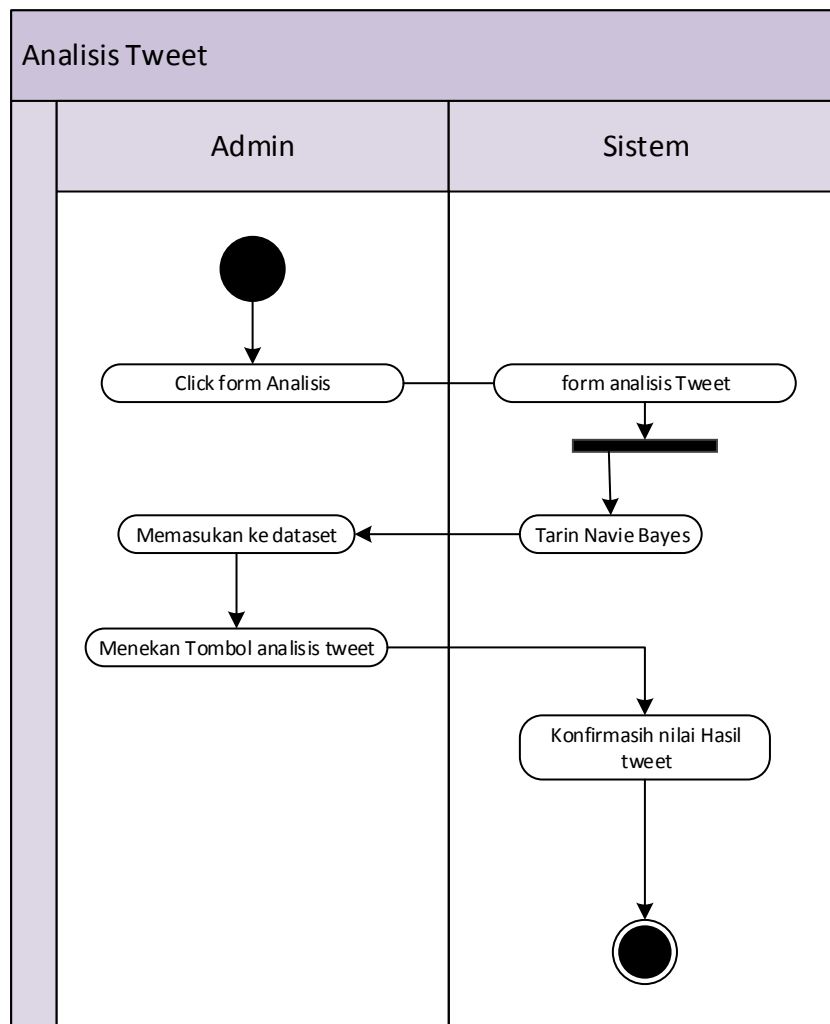 Analisis Tweet
Admin
Sistem
Click form Analisis
form analisis Tweet
Memasukan ke dataset
Tarin Navie Bayes
Menekan Tombol analisis tweet
Konfirmasih nilai Hasil
tweet